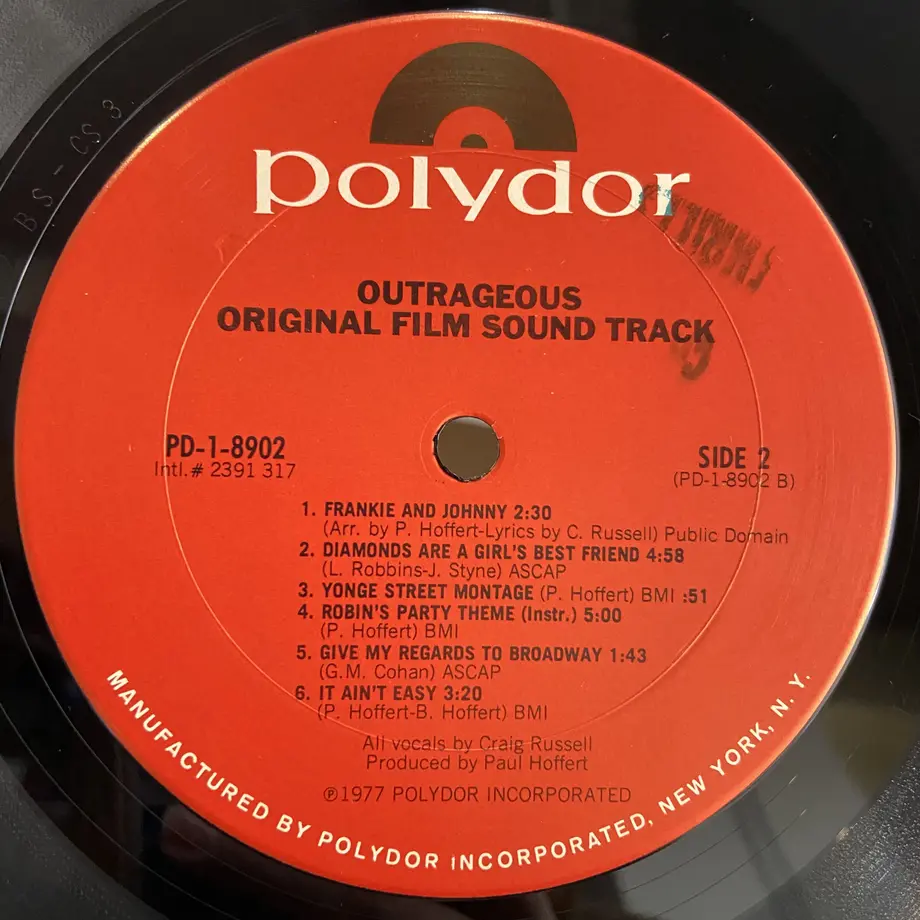 polydor
OUTRAGEOUS
ORIGINAL FILM SOUND TRACK
PD-1-8902
Intl.# 2391 317
SIDE 2
(PD-1-8902 B)
1. FRANKIE AND JOHNNY 2:30
(Arr. by P. Hoffert-Lyrics by C. Russell) Public Domain
2. DIAMONDS ARE A GIRL'S BEST FRIEND 4:58
(L. Robbins-J. Styne) ASCAP
3. YONGE STREET MONTAGE (P. Hoffert) BMI :51
4. ROBIN'S PARTY THEME (Instr.) 5:00
(P. Hoffert) BMI
5. GIVE MY REGARDS TO BROADWAY 1:43
(G.M. Cohan) ASCAP
6. IT AIN'T EASY 3:20
(P. Hoffert-B. Hoffert) BMI
All vocals by Craig Russell
Produced by Paul Hoffert
℗1977 POLYDOR INCORPORATED
MANUFACTURED BY POLYDOR INCORPORATED, NEW YORK, N. Y.
BS - CS 3